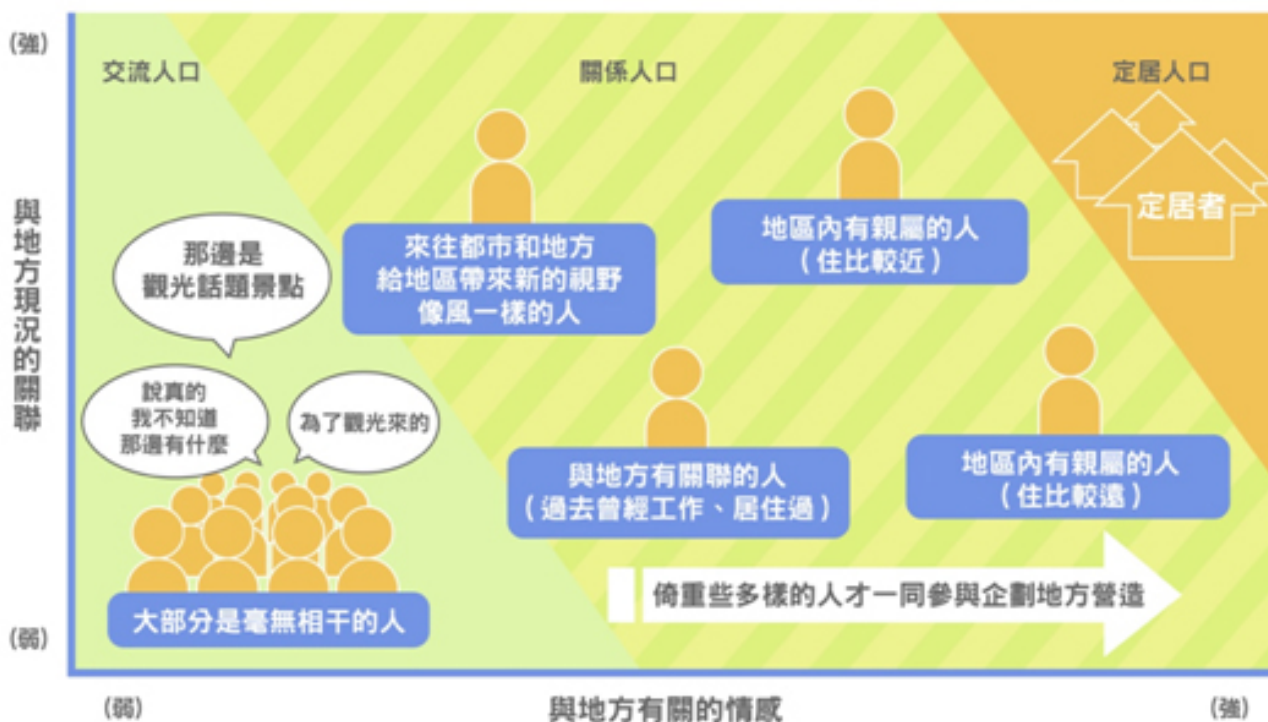 (強)
交流人口
關係人口
定居人口
定居者
地區內有親屬的人
(住比較近)
來往都市和地方
給地區帶來新的視野
像風一樣的人
那邊是
觀光話題景點
與地方現況的關聯
說真的
我不知道
那邊有什麼
為了觀光來的
與地方有關聯的人
(過去曾經工作、居住過)
地區內有親屬的人
(住比較遠)
倚重些多樣的人才一同參與企劃地方營造
大部分是毫無相干的人
(弱)
(弱)
與地方有關的情感
(強)